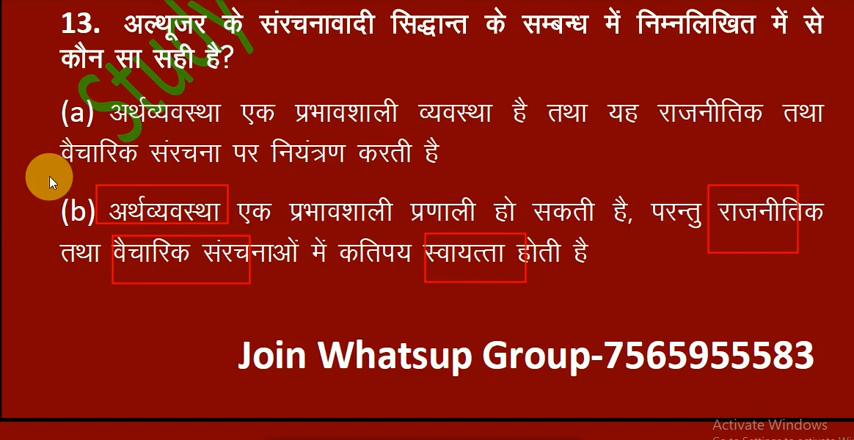 13. अल्थूजर के संरचनावादी सिद्धान्त के सम्बन्ध में निम्नलिखित में से
कौन सा सही है?
(a) अर्थव्यवस्था एक प्रभावशाली व्यवस्था है तथा यह राजनीतिक तथा
वैचारिक संरचना पर नियंत्रण करती है
(b) अर्थव्यवस्था एक प्रभावशाली प्रणाली हो सकती है, परन्तु राजनीतिक
तथा वैचारिक संरचनाओं में कतिपय स्वायत्ता होती है
Join Whatsup Group-7565955583
Activate Windows